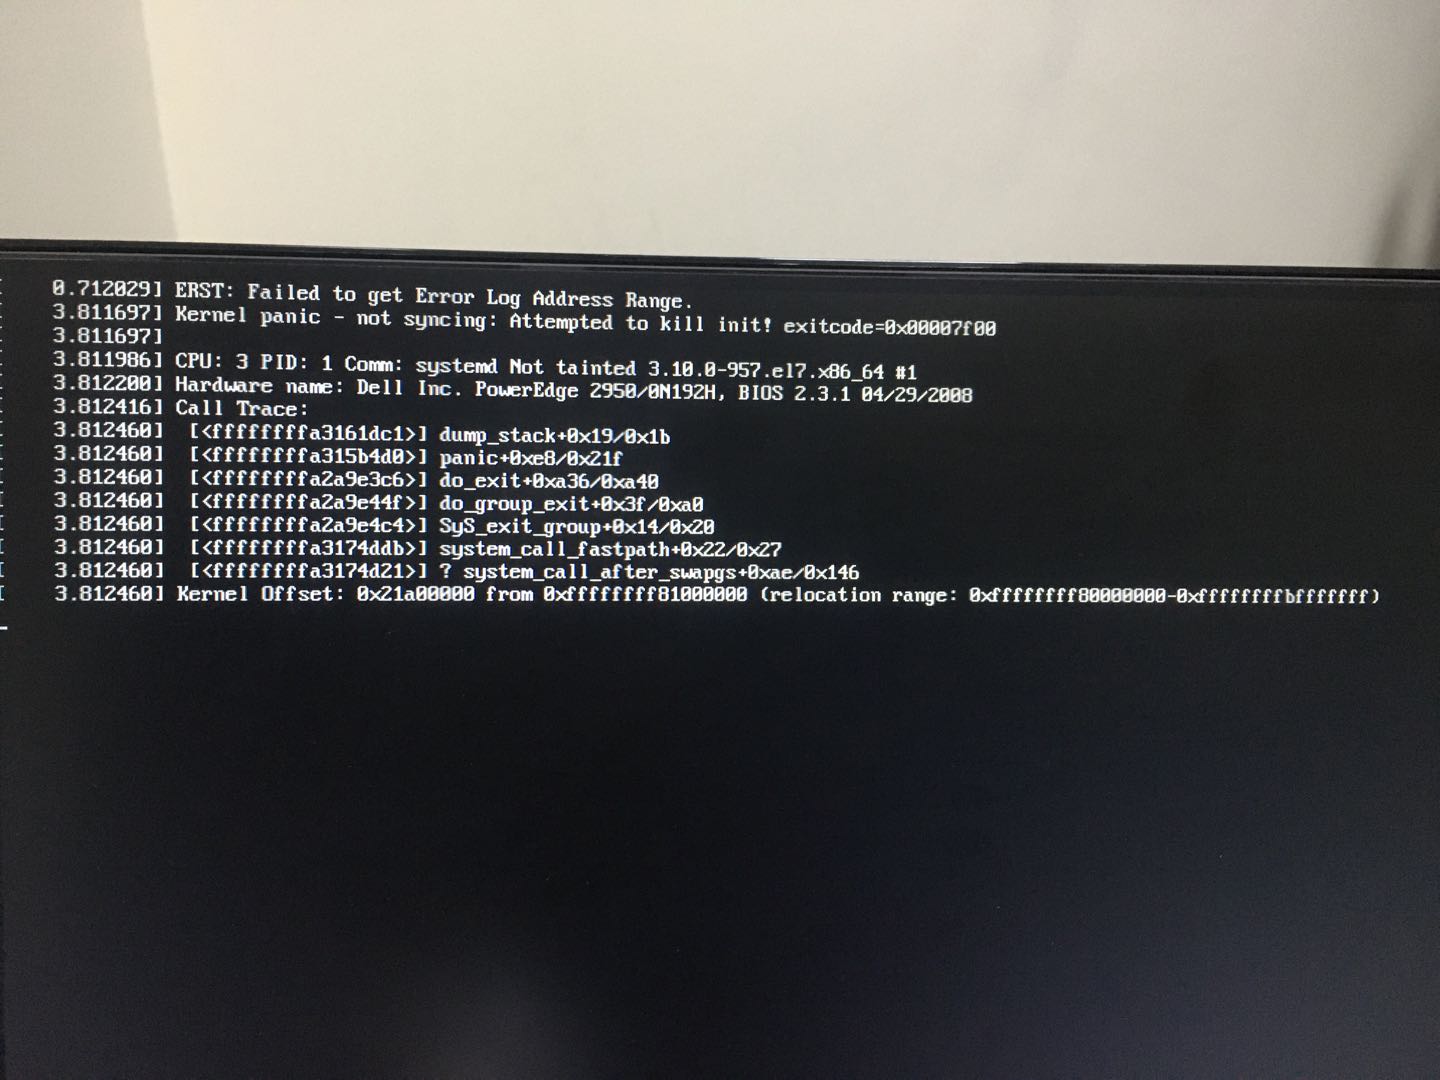 [    0.712029] ERST: Failed to get Error Log Address Range.
[    3.811697] Kernel panic - not syncing: Attempted to kill init! exitcode=0x00007f00
[    3.811697]
[    3.811986] CPU: 3 PID: 1 Comm: systemd Not tainted 3.10.0-957.el7.x86_64 #1
[    3.812200] Hardware name: Dell Inc. PowerEdge 2950/0N192H, BIOS 2.3.1 04/29/2008
[    3.812416] Call Trace:
[    3.812460]  [<ffffffffa3161dc1>] dump_stack+0x19/0x1b
[    3.812460]  [<ffffffffa315b4d0>] panic+0xe8/0x21f
[    3.812460]  [<ffffffffa2a9e3c6>] do_exit+0xa36/0xa40
[    3.812460]  [<ffffffffa2a9e44f>] do_group_exit+0x3f/0xa0
[    3.812460]  [<ffffffffa2a9e4c4>] SyS_exit_group+0x14/0x20
[    3.812460]  [<ffffffffa3174ddb>] system_call_fastpath+0x22/0x27
[    3.812460]  [<ffffffffa3174d21>] ? system_call_after_swapgs+0xae/0x146
[    3.812460] Kernel Offset: 0x21a00000 from 0xffffffff81000000 (relocation range: 0xffffffff80000000-0xffffffffbfffffff)